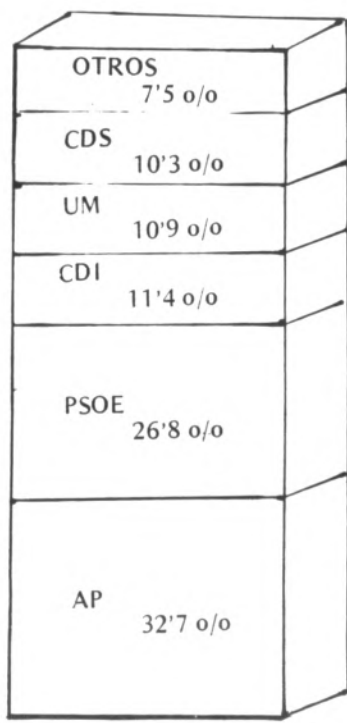 OTROS
7'5 o/o
CDS
10'3 o/o
UM
10'9 o/o
CDI
11'4 o/o
PSOE
26'8 o/o
AP
32'7 o/o